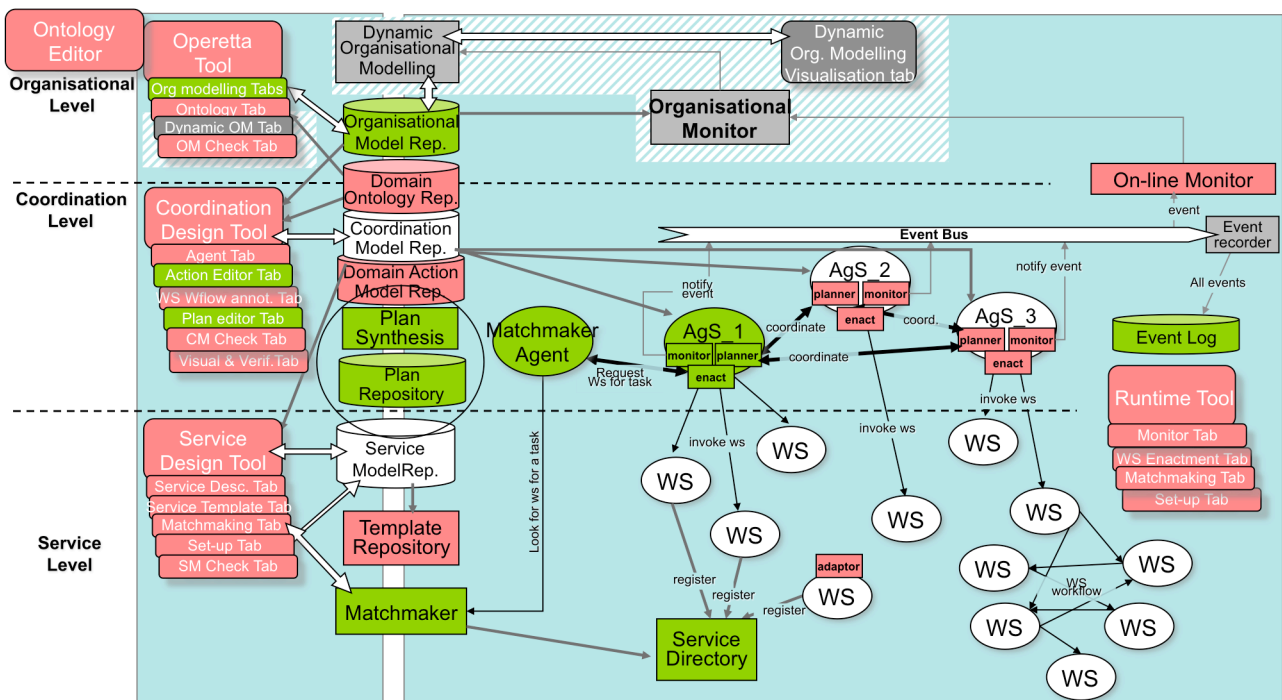 Ontology
Editor
Operetta
Tool
Org modelling Tabs
Ontology Tab
Dynamic OM Tab
OM Check Tab
Organisational
Level
Dynamic
Organisational
Modelling
Dynamic
Org. Modelling
Visualisation tab
Organisational
Model Rep.
Organisational
Monitor
Domain
Ontology Rep.
On-line Monitor
Coordination
Level
Coordination
Design Tool
Agent Tab
Action Editor Tab
WS Wflow annot. Tab
Plan editor Tab
CM Check Tab
Visual & Verif.Tab
Coordination
Model Rep.
Domain Action
Model Rep.
Plan
Synthesis
Plan
Repository
Event Bus
event
Event
recorder
notify
event
notify event
All events
Event Log
AgS_2
planner
monitor
enact
AgS_3
planner
monitor
enact
AgS_1
monitor
planner
enact
coordinate
coord.
coordinate
Matchmaker
Agent
Request
Ws for task
invoke ws
invoke ws
invoke ws
Look for ws for a task
Runtime Tool
Monitor Tab
WS Enactment Tab
Matchmaking Tab
Set-up Tab
Service
Level
Service
Design Tool
Service Desc. Tab
Service Template Tab
Matchmaking Tab
Set-up Tab
SM Check Tab
Service
ModelRep.
Template
Repository
Matchmaker
WS
WS
WS
WS
WS
WS
adaptor
WS
register
register
register
Service
Directory
WS
WS
WS
workflow
WS
WS
WS